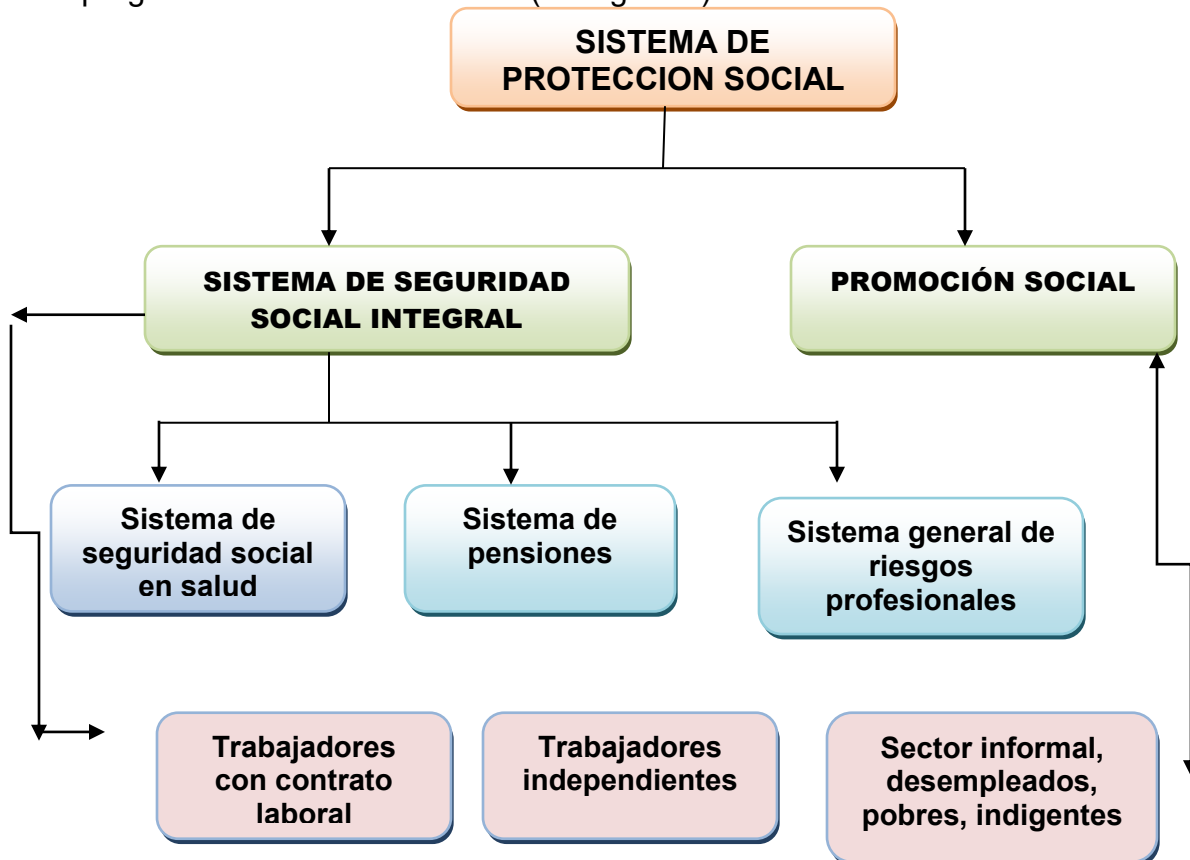 SISTEMA DE
PROTECCION SOCIAL
SISTEMA DE SEGURIDAD
SOCIAL INTEGRAL
PROMOCIÓN SOCIAL
Sistema de
seguridad social
en salud
Sistema de
pensiones
Sistema general de
riesgos
profesionales
Trabajadores
con contrato
laboral
Trabajadores
independientes
Sector informal,
desempleados,
pobres, indigentes